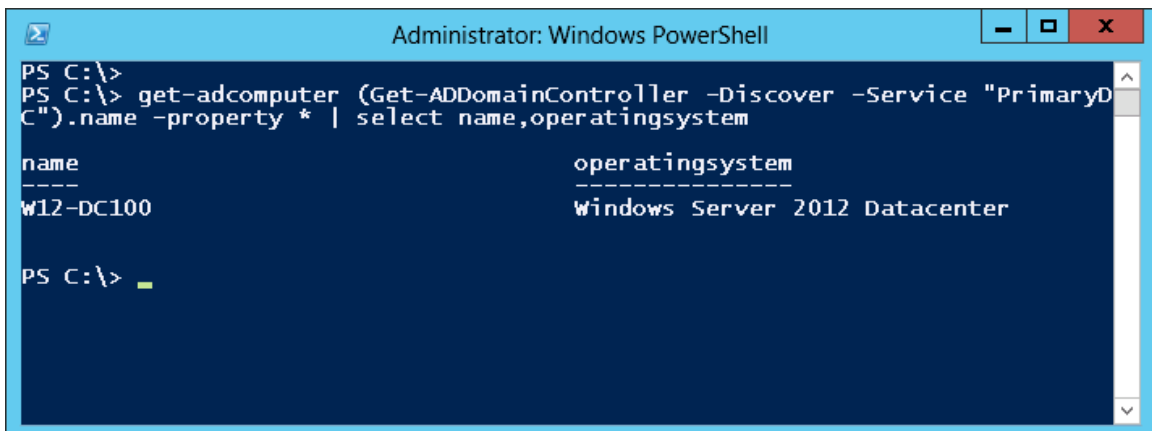 Administrator: Windows PowerShell
PS C:\>
PS C:\> get-adcomputer (Get-ADDomainController -Discover -Service "PrimaryD
C").name -property * | select name,operatingsystem
name operatingsystem
---- ---------------
W12-DC100 Windows Server 2012 Datacenter
PS C:\> _